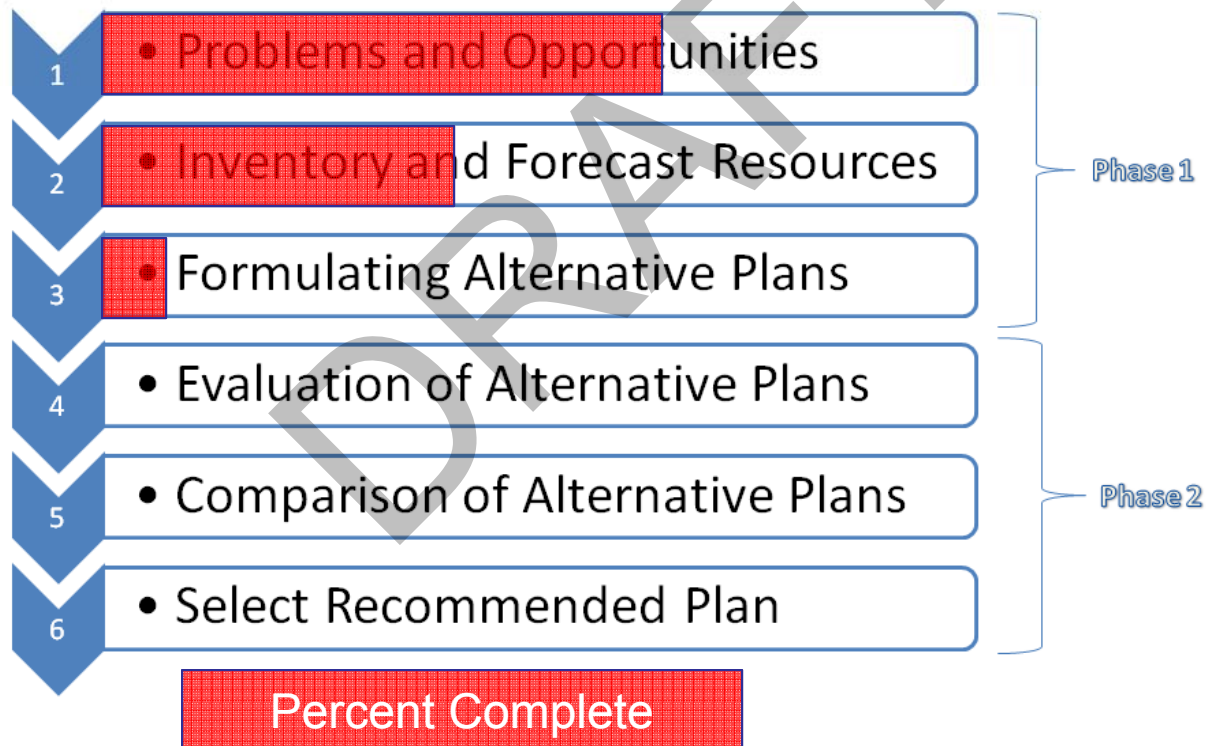 1
• Problems and Opportunities
2
• Inventory and Forecast Resources
Phase 1
3
• Formulating Alternative Plans
4
• Evaluation of Alternative Plans
5
• Comparison of Alternative Plans
Phase 2
6
• Select Recommended Plan
Percent Complete
DRAF